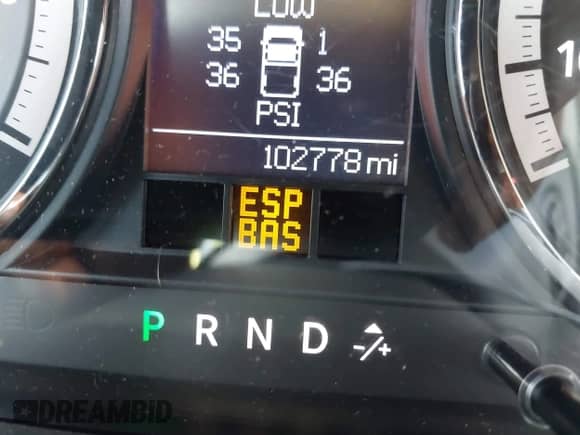 LOW
35 1
36 36
PSI
102778 mi
ESP
BAS
P R N D -/+
DREAMBID